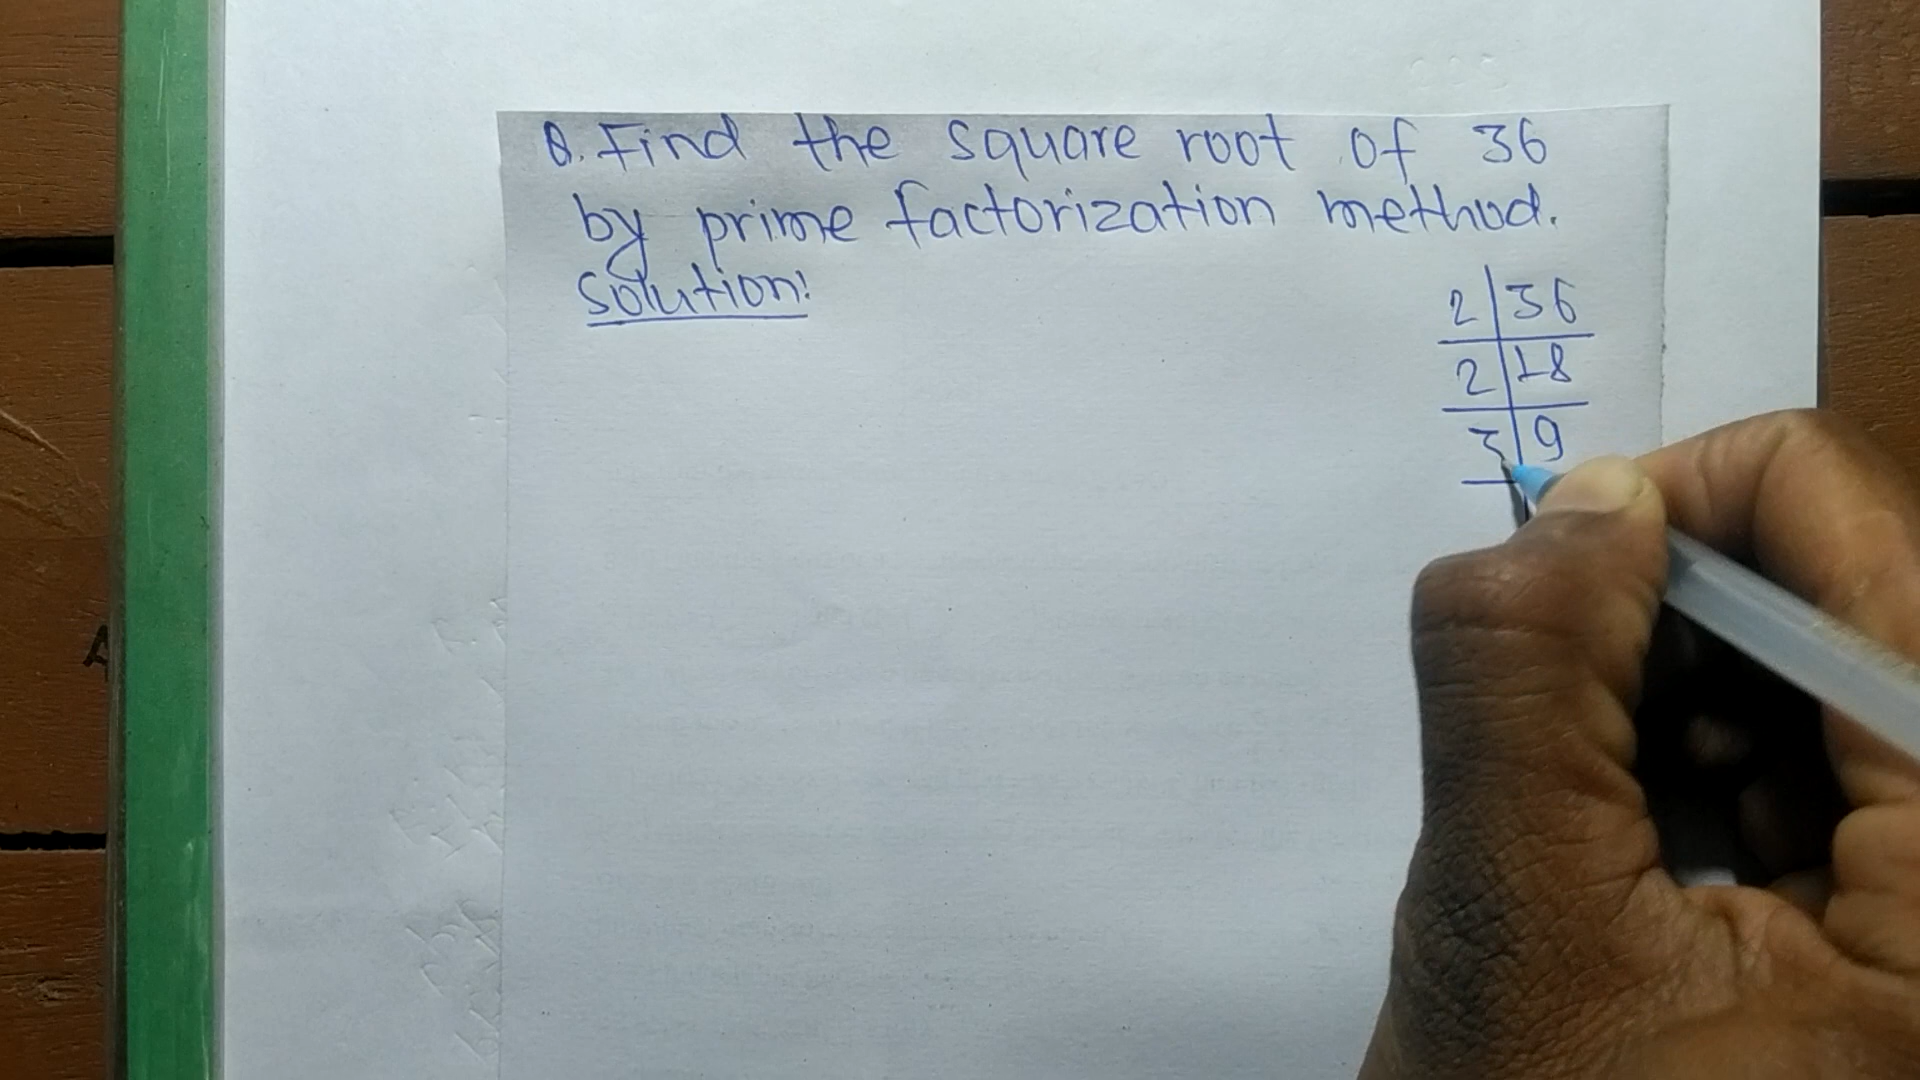 Q. Find the square root of 36
by prime factorization method.
Solution:
2 | 36
2 | 18
3 | 9